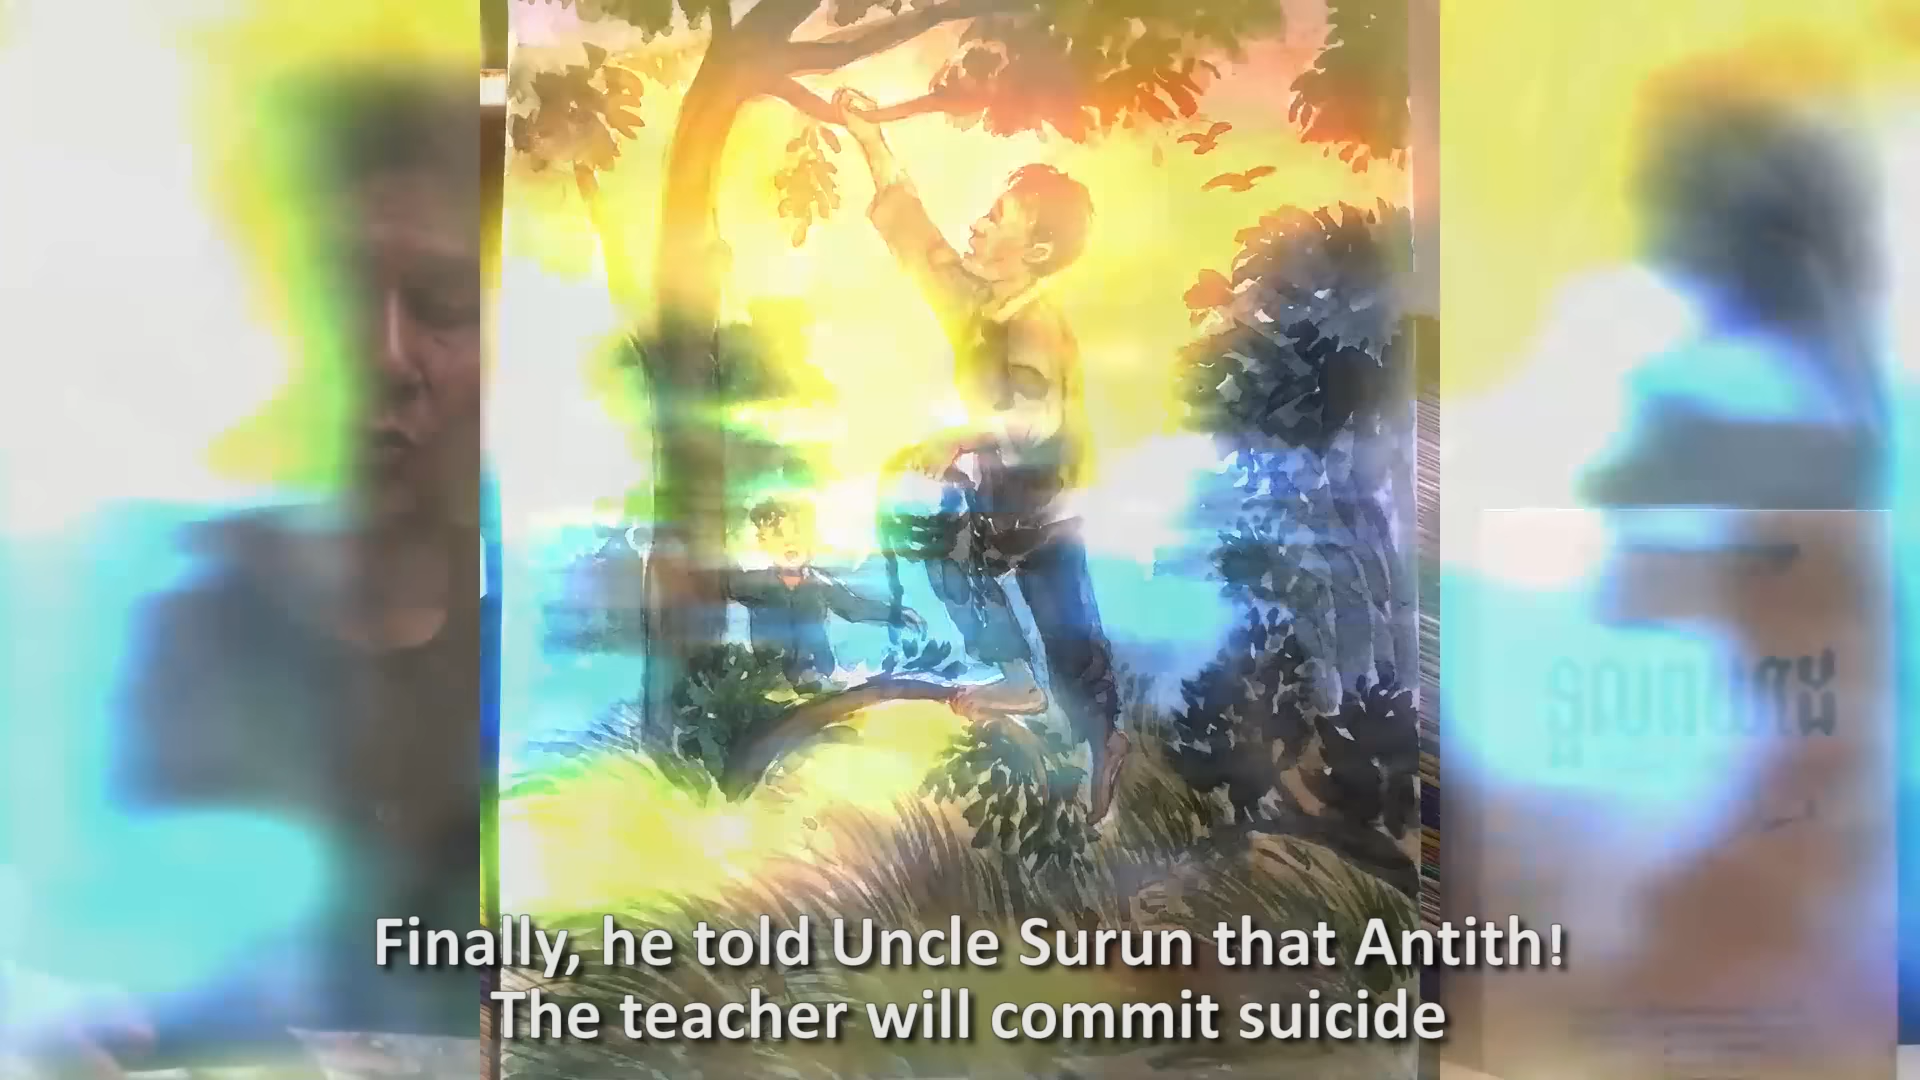 Finally, he told Uncle Surun that Antith!
The teacher will commit suicide